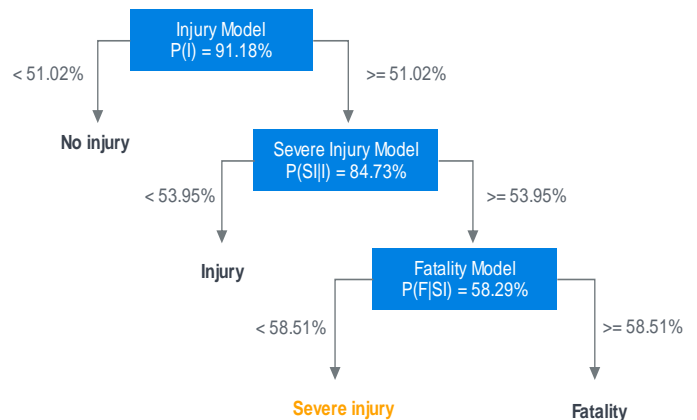 Injury Model
P(I) = 91.18%
< 51.02%
>= 51.02%
No injury
Severe Injury Model
P(SI|I) = 84.73%
< 53.95%
>= 53.95%
Injury
Fatality Model
P(F|SI) = 58.29%
< 58.51%
>= 58.51%
Severe injury
Fatality